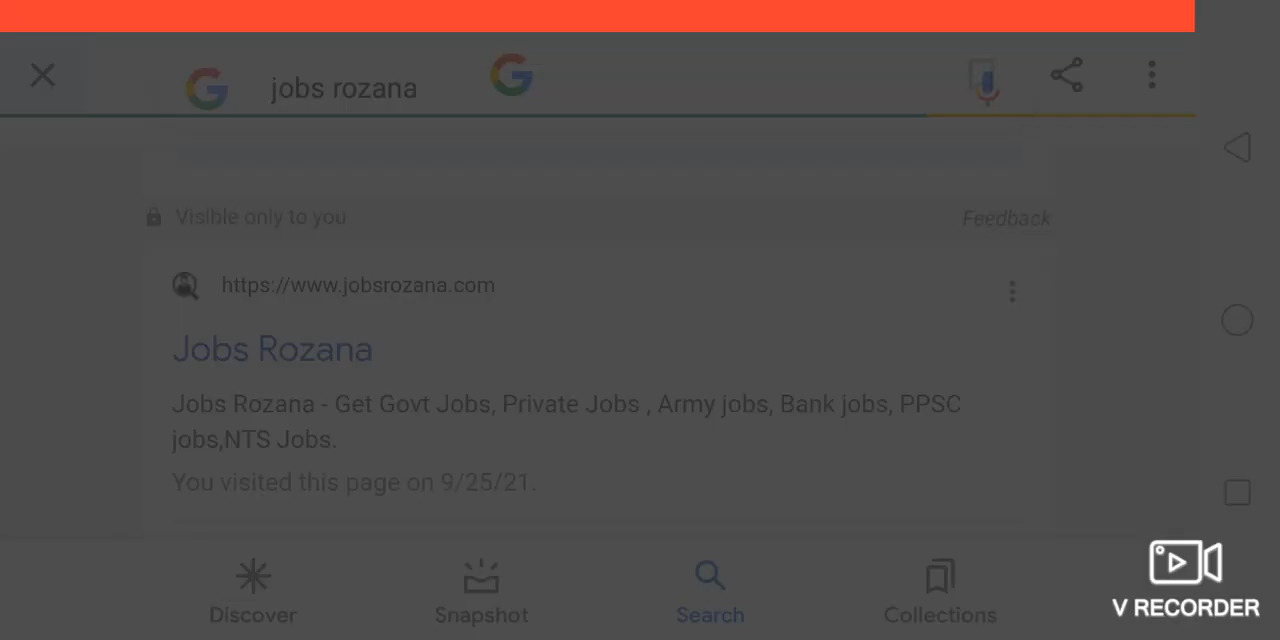 jobs rozana
Visible only to you
Feedback
https://www.jobsrozana.com
Jobs Rozana
Jobs Rozana - Get Govt Jobs, Private Jobs , Army jobs, Bank jobs, PPSC
jobs,NTS Jobs.
You visited this page on 9/25/21.
Discover
Snapshot
Search
Collections
V RECORDER